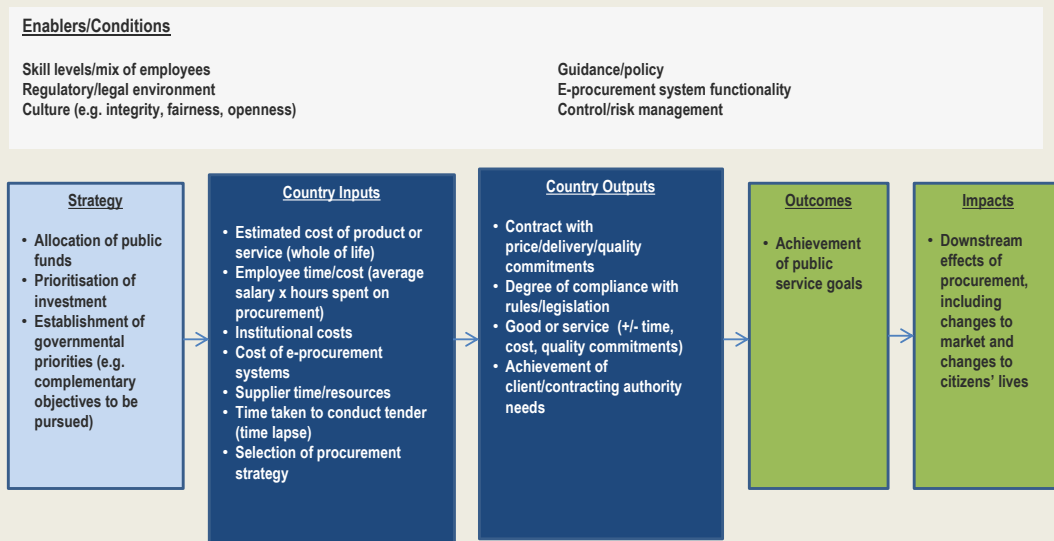 Enablers/Conditions
Skill levels/mix of employees
Regulatory/legal environment
Culture (e.g. integrity, fairness, openness)
Guidance/policy
E-procurement system functionality
Control/risk management
Strategy
• Allocation of public
funds
• Prioritisation of
investment
• Establishment of
governmental
priorities (e.g.
complementary
objectives to be
pursued)
Country Inputs
• Estimated cost of product or
service (whole of life)
• Employee time/cost (average
salary x hours spent on
procurement)
• Institutional costs
• Cost of e-procurement
systems
• Supplier time/resources
• Time taken to conduct tender
(time lapse)
• Selection of procurement
strategy
Country Outputs
• Contract with
price/delivery/quality
commitments
• Degree of compliance with
rules/legislation
• Good or service (+/- time,
cost, quality commitments)
• Achievement of
client/contracting authority
needs
Outcomes
• Achievement
of public
service goals
Impacts
• Downstream
effects of
procurement,
including
changes to
market and
changes to
citizens’ lives